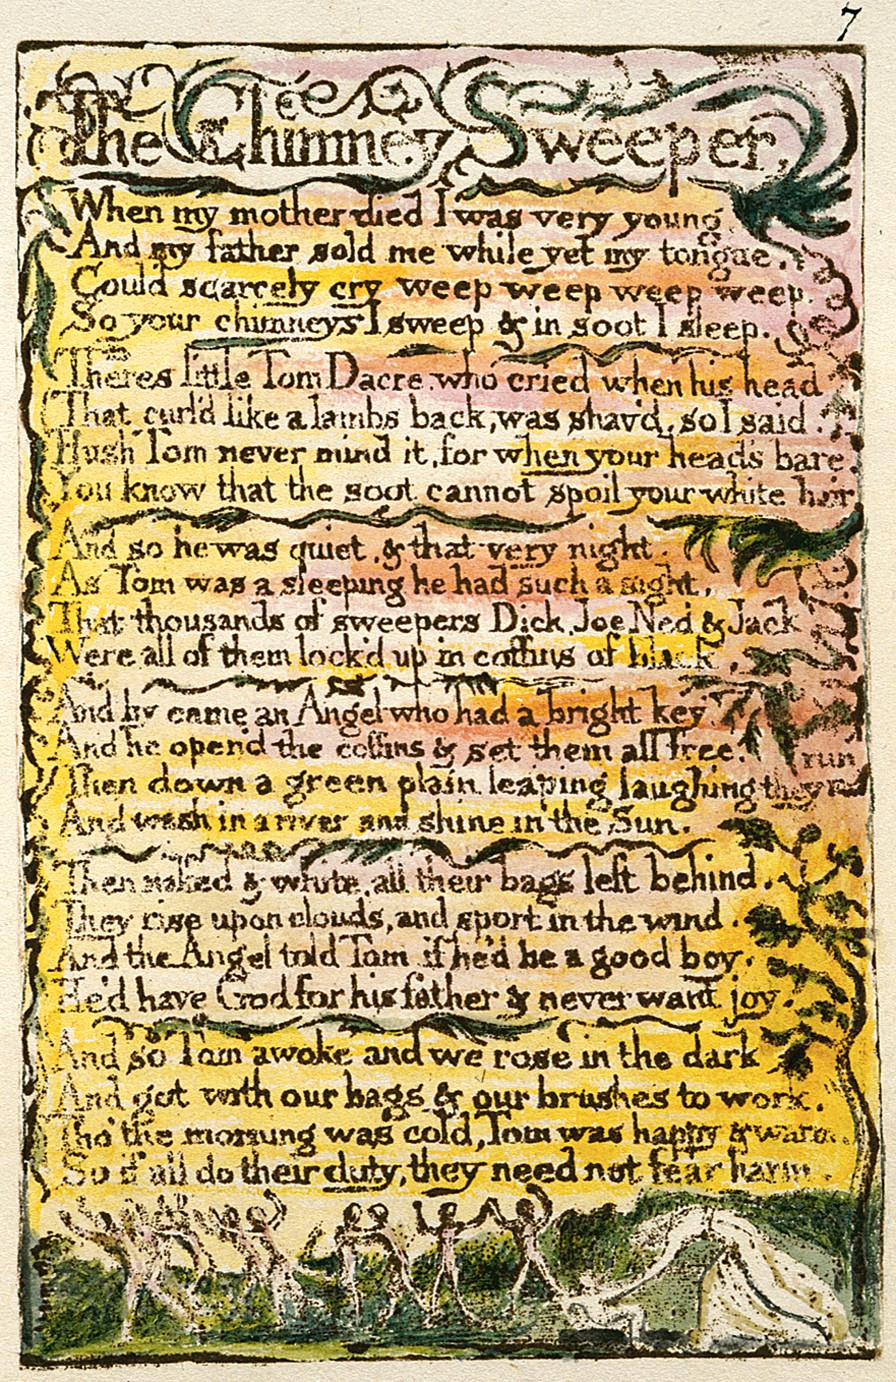 7
The Chimney Sweeper
When my mother died I was very young
And my father sold me while yet my tongue,
Could scarcely cry weep weep weep weep.
So your chimneys I sweep & in soot I sleep.
Theres little Tom Dacre, who cried when his head
That curl'd like a lambs back, was shav'd, so I said.
Hush Tom never mind it, for when your head's bare,
You know that the soot cannot spoil your white hair
And so he was quiet, & that very night.
As Tom was a sleeping he had such a sight,
That thousands of sweepers Dick, Joe, Ned & Jack
Were all of them lock'd up in coffins of black,
And by came an Angel who had a bright key
And he open'd the coffins & set them all free.
run
Then down a green plain leaping laughing they
And wash in a river and shine in the Sun.
Then naked & white, all their bags left behind.
They rise upon clouds, and sport in the wind.
And the Angel told Tom if he'd be a good boy,
He'd have God for his father & never want joy.
And so Tom awoke and we rose in the dark
And got with our bags & our brushes to work.
Tho' the morning was cold, Tom was happy & warm.
So if all do their duty, they need not fear harm.